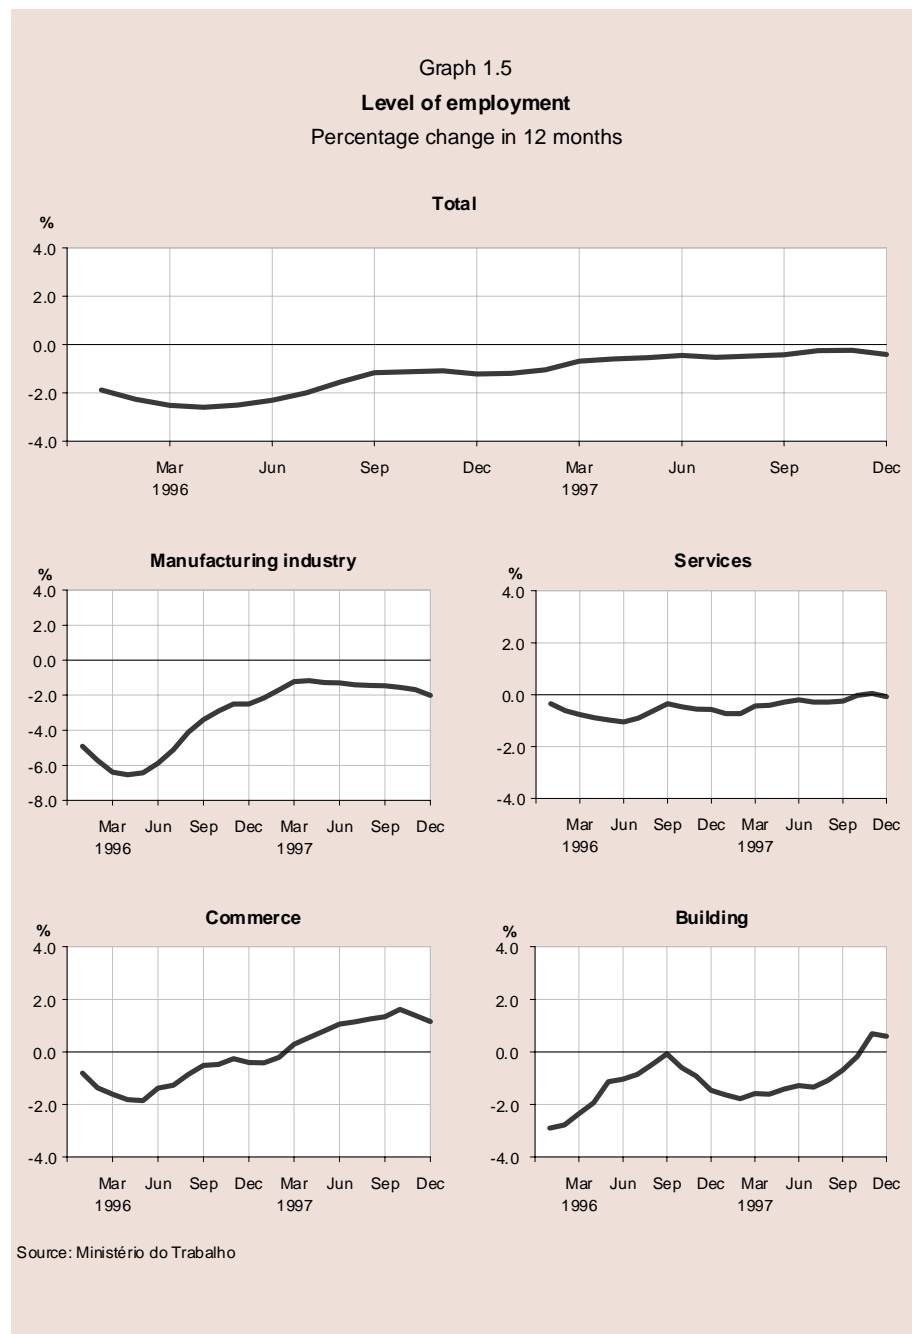 Graph 1.5
Level of employment
Percentage change in 12 months
Total
%
4.0
2.0
0.0
-2.0
-4.0
Mar Jun Sep Dec Mar Jun Sep Dec
1996 1997
Manufacturing industry
%
4.0
2.0
0.0
-2.0
-4.0
-6.0
-8.0
Mar Jun Sep Dec Mar Jun Sep Dec
1996 1997
Services
%
4.0
2.0
0.0
-2.0
-4.0
Mar Jun Sep Dec Mar Jun Sep Dec
1996 1997
Commerce
%
4.0
2.0
0.0
-2.0
-4.0
Mar Jun Sep Dec Mar Jun Sep Dec
1996 1997
Building
%
4.0
2.0
0.0
-2.0
-4.0
Mar Jun Sep Dec Mar Jun Sep Dec
1996 1997
Source: Ministério do Trabalho